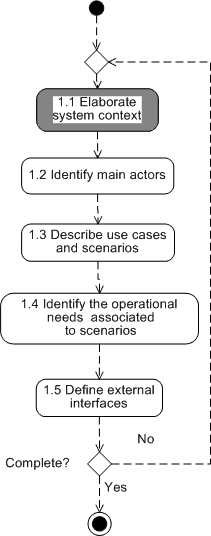 1.1 Elaborate
system context
1.2 Identify main actors
1.3 Describe use cases
and scenarios
1.4 Identify the operational
needs associated
to scenarios
1.5 Define external
interfaces
No
Complete?
Yes